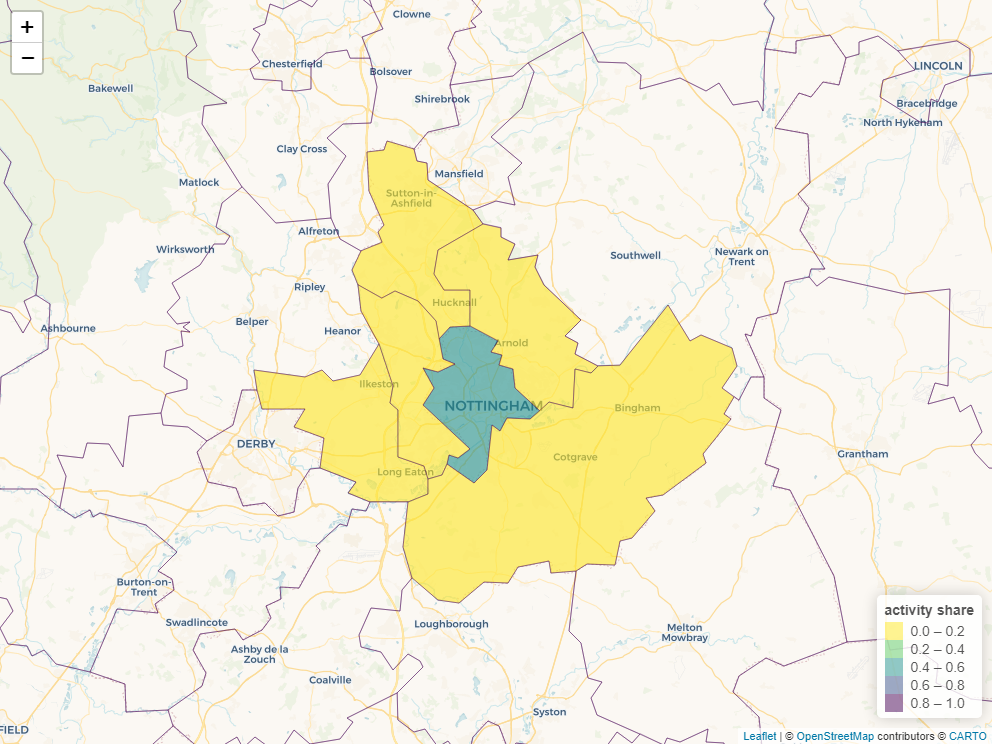 +
−
Clowne
Chesterfield
Bolsover
LINCOLN
Bakewell
Shirebrook
Bracebridge
North Hykeham
Clay Cross
Mansfield
Matlock
Sutton-in-
Ashfield
Alfreton
Wirksworth
Southwell
Newark on
Trent
Ripley
Hucknall
Belper
Ashbourne
Heanor
Arnold
Ilkeston
NOTTINGHAM
Bingham
DERBY
Cotgrave
Grantham
Long Eaton
Burton-on-
Trent
Swadlincote
Loughborough
Melton
Mowbray
Ashby de la
Zouch
Coalville
Syston
FIELD
activity share
0.0 – 0.2
0.2 – 0.4
0.4 – 0.6
0.6 – 0.8
0.8 – 1.0
Leaflet | © OpenStreetMap contributors © CARTO